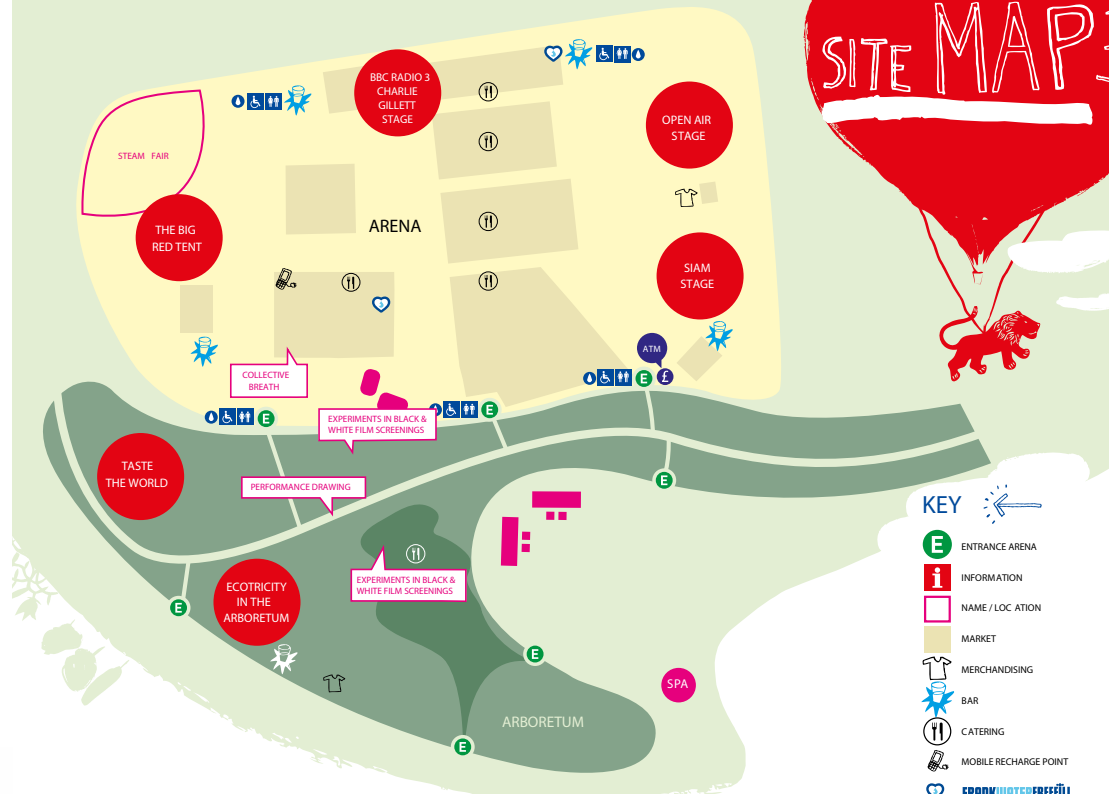 SITE MAP
BBC RADIO 3
CHARLIE
GILLETT
STAGE
OPEN AIR
STAGE
STEAM FAIR
THE BIG
RED TENT
ARENA
SIAM
STAGE
ATM
£
COLLECTIVE
BREATH
E
E
E
EXPERIMENTS IN BLACK &
WHITE FILM SCREENINGS
TASTE
THE WORLD
PERFORMANCE DRAWING
E
EXPERIMENTS IN BLACK &
WHITE FILM SCREENINGS
ECOTRICITY
IN THE
ARBORETUM
E
E
SPA
ARBORETUM
E
KEY
E ENTRANCE ARENA
i INFORMATION
NAME / LOC ATION
MARKET
MERCHANDISING
BAR
CATERING
MOBILE RECHARGE POINT
FRANKWATERFREEFILL